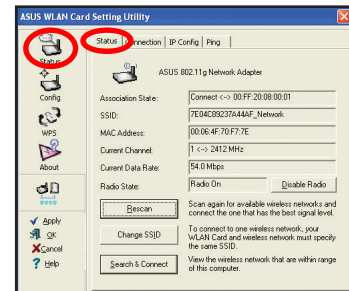 ASUS WLAN Card Setting Utility
Status
Config
WPS
About
Apply
OK
Cancel
Help
Status Connection IP Config Ping
ASUS 802.11g Network Adapter
Association State: Connect <--> 00:FF:20:08:00:01
SSID: 7E04C89237A44AF_Network
MAC Address: 00:06:4F:70:F7:7E
Current Channel: 1 <--> 2412 MHz
Current Data Rate: 54.0 Mbps
Radio State: Radio On Disable Radio
Rescan
Scan again for available wireless networks and
connect the one that has the best signal level.
Change SSID
To connect to one wireless network, your
WLAN Card and wireless network must specify
the same SSID.
Search & Connect
View the wireless network that are within range
of this computer.